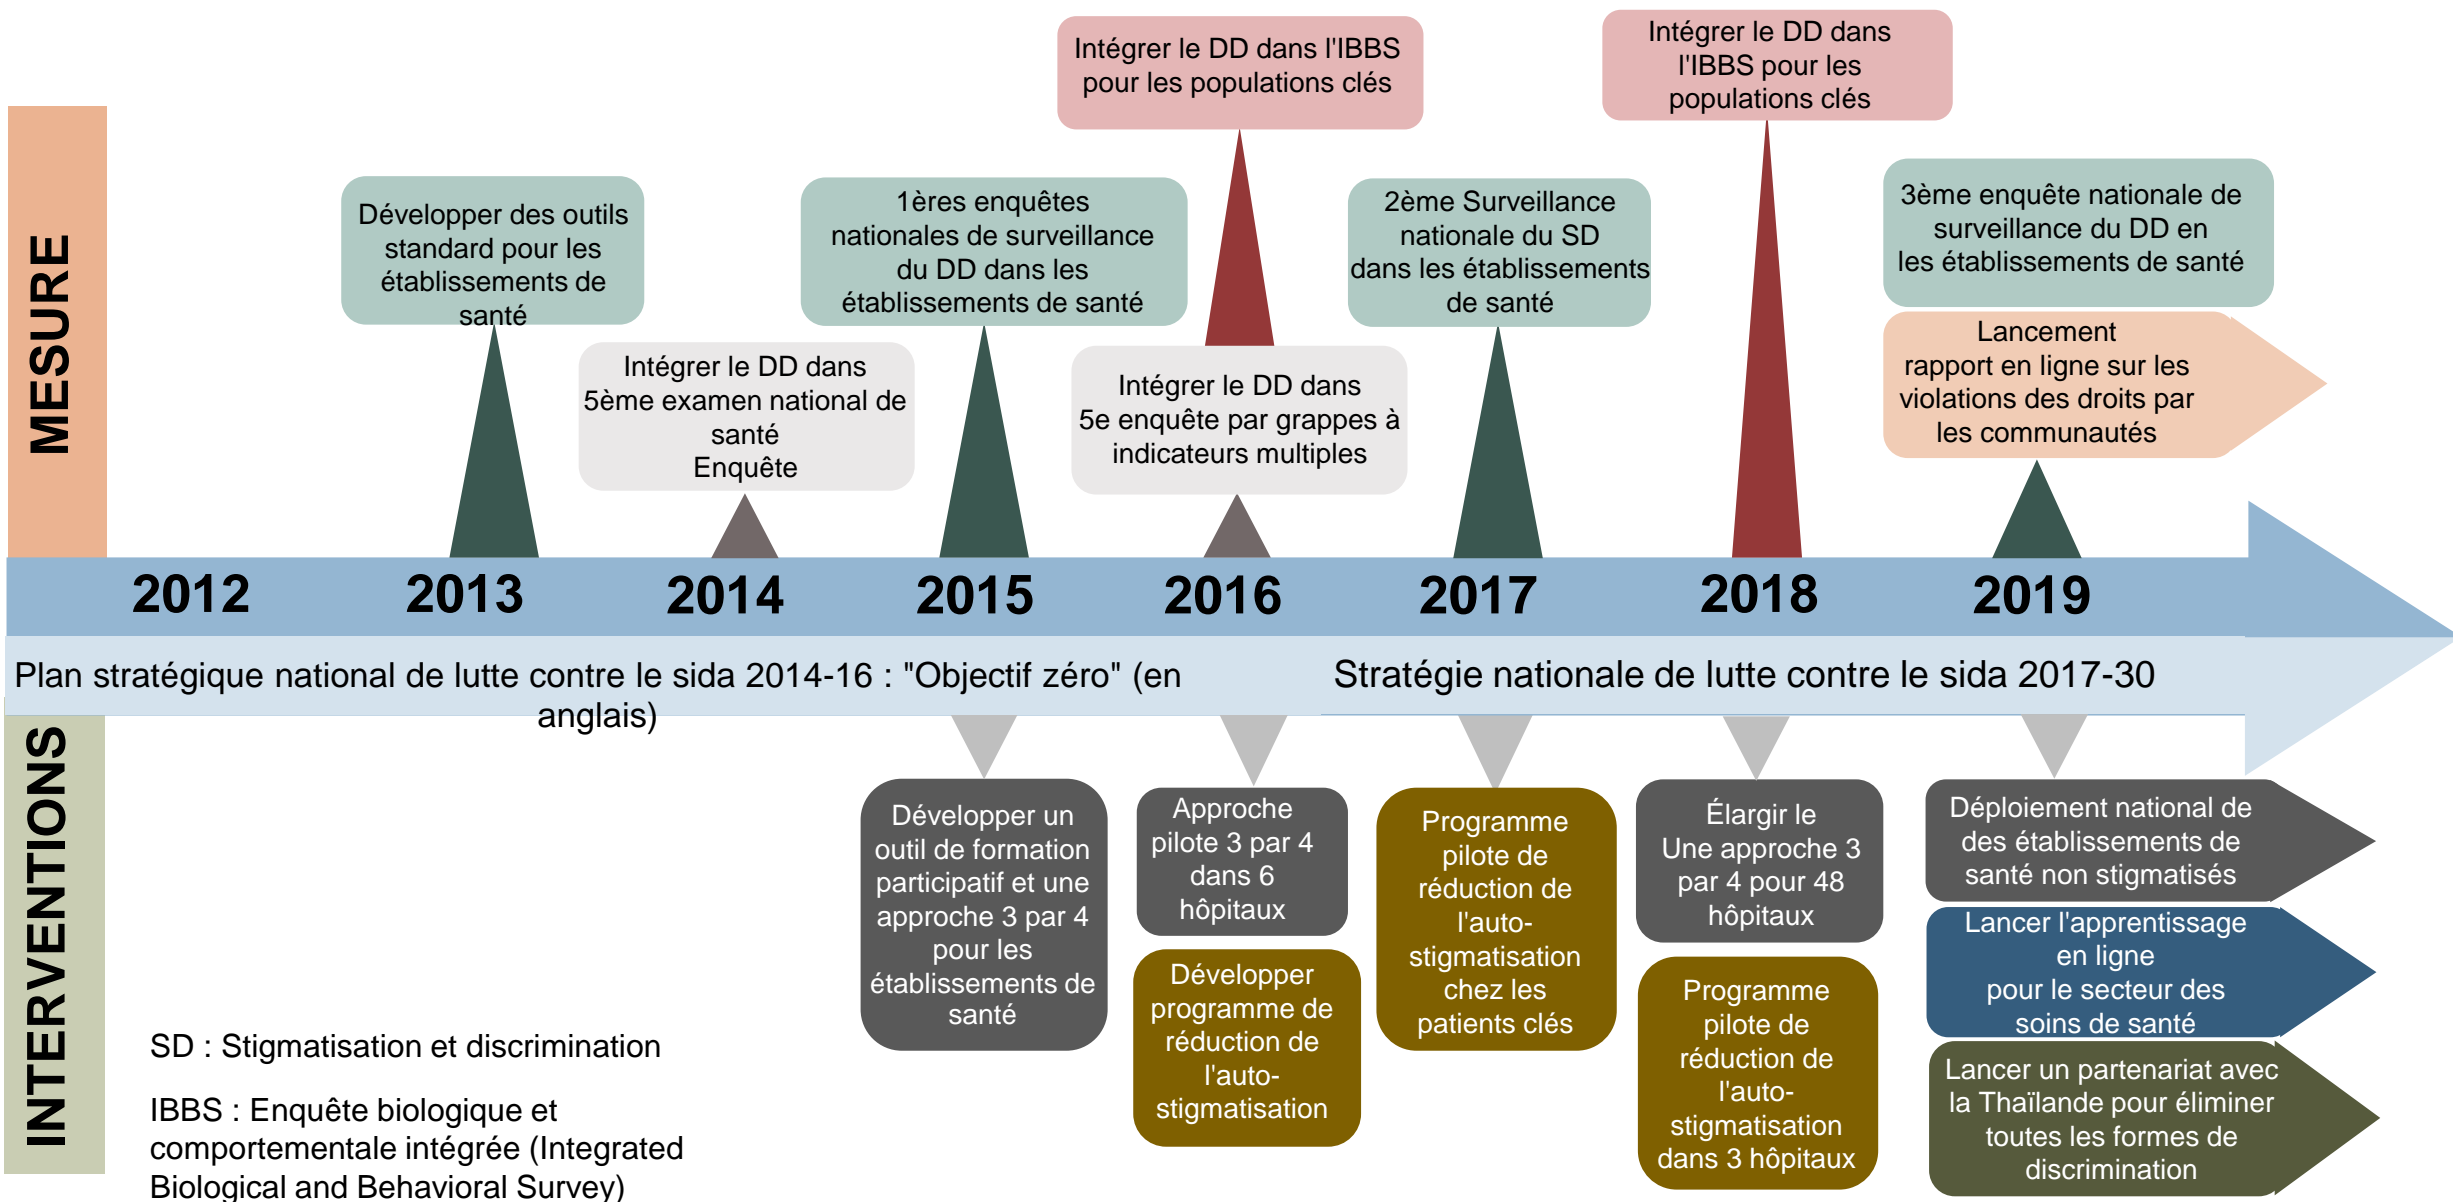 Intégrer le DD dans l'IBBS
pour les populations clés
Intégrer le DD dans
l'IBBS pour les
populations clés
MESURE
Développer des outils
standard pour les
établissements de
santé
1ères enquêtes
nationales de surveillance
du DD dans les
établissements de santé
2ème Surveillance
nationale du SD
dans les établissements
de santé
3ème enquête nationale de
surveillance du DD en
les établissements de santé
Intégrer le DD dans
5ème examen national de
santé
Enquête
Intégrer le DD dans
5e enquête par grappes à
indicateurs multiples
Lancement
rapport en ligne sur les
violations des droits par
les communautés
2012
2013
2014
2015
2016
2017
2018
2019
Plan stratégique national de lutte contre le sida 2014-16 : "Objectif zéro" (en
anglais)
Stratégie nationale de lutte contre le sida 2017-30
INTERVENTIONS
Développer un
outil de formation
participatif et une
approche 3 par 4
pour les
établissements de
santé
Approche
pilote 3 par 4
dans 6
hôpitaux
Développer
programme de
réduction de
l'auto-
stigmatisation
Programme
pilote de
réduction de
l'auto-
stigmatisation
chez les
patients clés
Élargir le
Une approche 3
par 4 pour 48
hôpitaux
Programme
pilote de
réduction de
l'auto-
stigmatisation
dans 3 hôpitaux
Déploiement national de
des établissements de
santé non stigmatisés
Lancer l'apprentissage
en ligne
pour le secteur des
soins de santé
Lancer un partenariat avec
la Thaïlande pour éliminer
toutes les formes de
discrimination
SD : Stigmatisation et discrimination
IBBS : Enquête biologique et
comportementale intégrée (Integrated
Biological and Behavioral Survey)